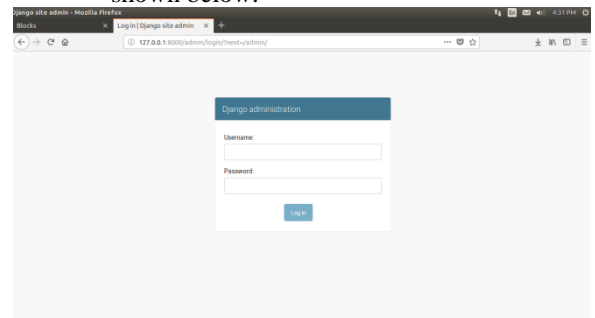 shown below:
Django site admin - Mozilla Firefox
En
4:31 PM
Blocks
Log in | Django site admin
127.0.0.1:8000/admin/login/?next=/admin/
Django administration
Username:
Password:
Log in